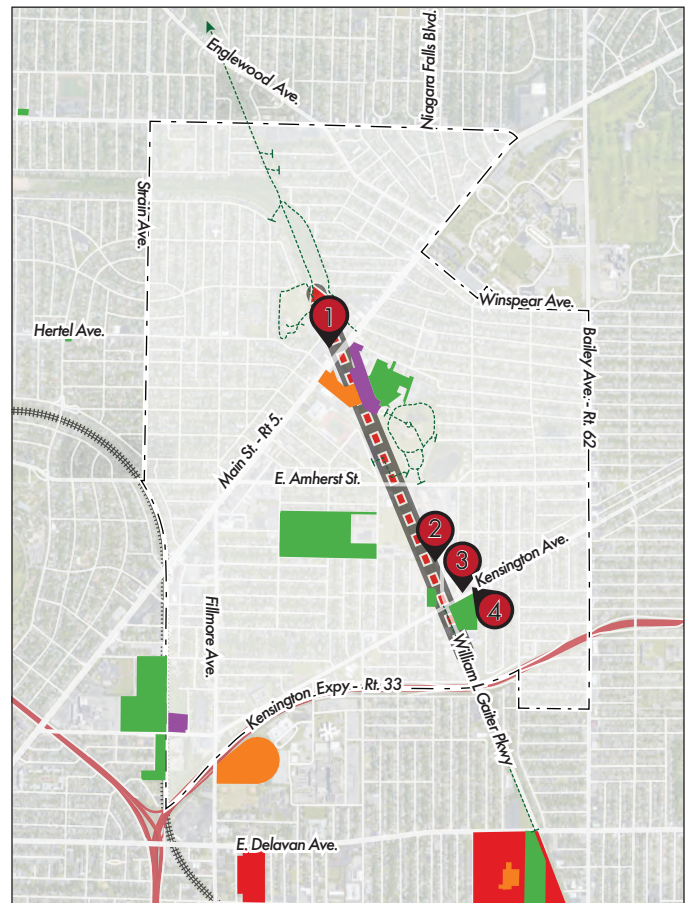 Englewood Ave.
Niagara Falls Blvd.
Strain Ave.
Winspear Ave.
Hertel Ave.
1
Bailey Ave. - Rt. 62
Main St. - Rt 5.
E. Amherst St.
2
3
Kensington Ave.
4
Fillmore Ave.
William L Gaiter Pkwy
Kensington Expy - Rt. 33
E. Delavan Ave.